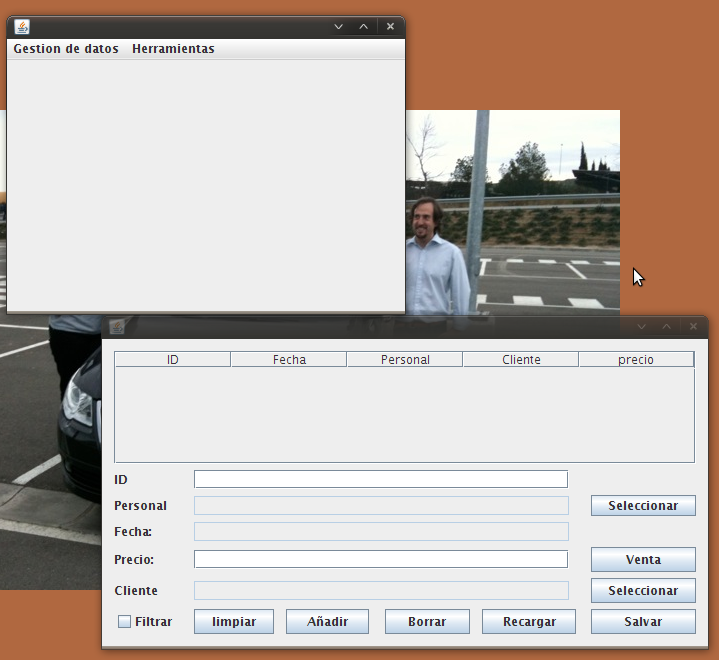 Gestion de datos Herramientas
ID Fecha Personal Cliente precio
ID
Personal Seleccionar
Fecha:
Precio: Venta
Cliente Seleccionar
Filtrar limpiar Añadir Borrar Recargar Salvar